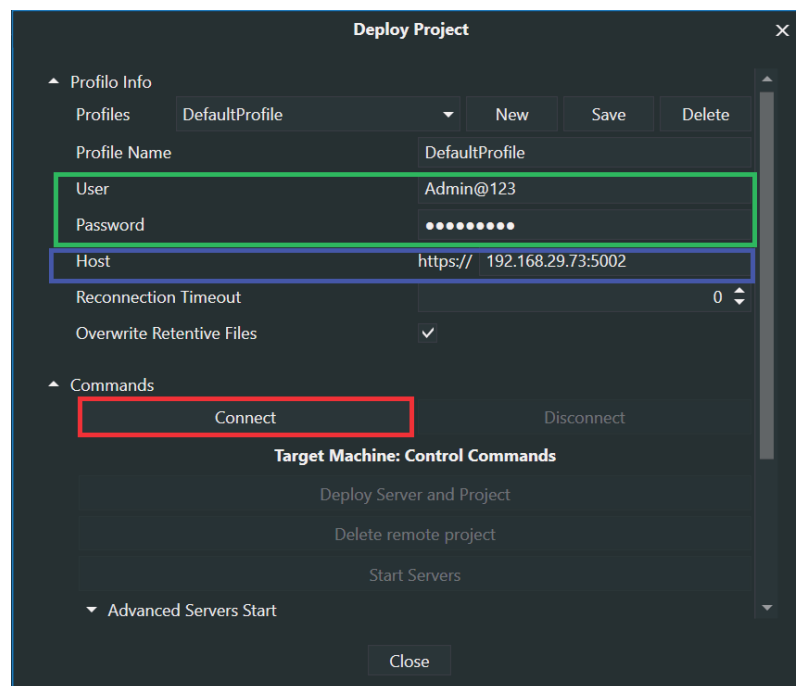 Deploy Project
Profilo Info
Profiles DefaultProfile New Save Delete
Profile Name DefaultProfile
User Admin@123
Password ●●●●●●●●●
Host https:// 192.168.29.73:5002
Reconnection Timeout 0
Overwrite Retentive Files
Commands
Connect Disconnect
Target Machine: Control Commands
Deploy Server and Project
Delete remote project
Start Servers
Advanced Servers Start
Close